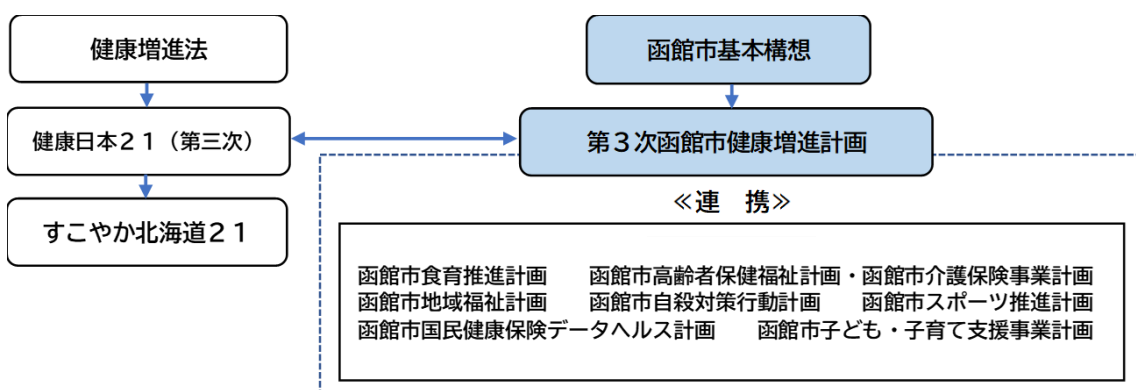 健康増進法
函館市基本構想
健康日本２１（第三次）
第３次函館市健康増進計画
すこやか北海道２１
≪連　携≫
函館市食育推進計画　　函館市高齢者保健福祉計画・函館市介護保険事業計画
函館市地域福祉計画　　函館市自殺対策行動計画　　函館市スポーツ推進計画
函館市国民健康保険データヘルス計画　　函館市子ども・子育て支援事業計画